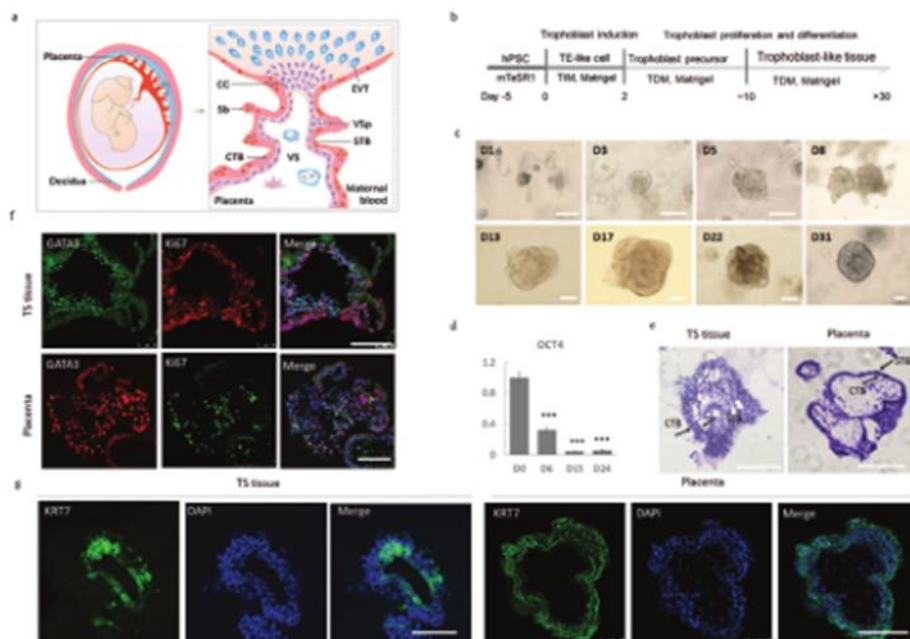 a
Placenta
Decidua
CC
Sb
CTB
VS
Placenta
EVT
VSp
STB
Maternal
blood
b
Trophoblast induction
Trophoblast proliferation and differentiation
hPSC
TE-like cell
Trophoblast precursor
Trophoblast-like tissue
mTeSR1
TIM, Matrigel
TDM, Matrigel
TDM, Matrigel
Day -5
0
2
~10
>30
c
D1
D3
D5
D8
D13
D17
D22
D31
f
GATA3
Ki67
Merge
TS tissue
GATA3
Ki67
Merge
Placenta
d
OCT4
1.2
0.8
0.4
0
***
***
***
D0
D6
D15
D24
e
TS tissue
CTB
Placenta
STB
CTB
g
TS tissue
KRT7
DAPI
Merge
Placenta
KRT7
DAPI
Merge